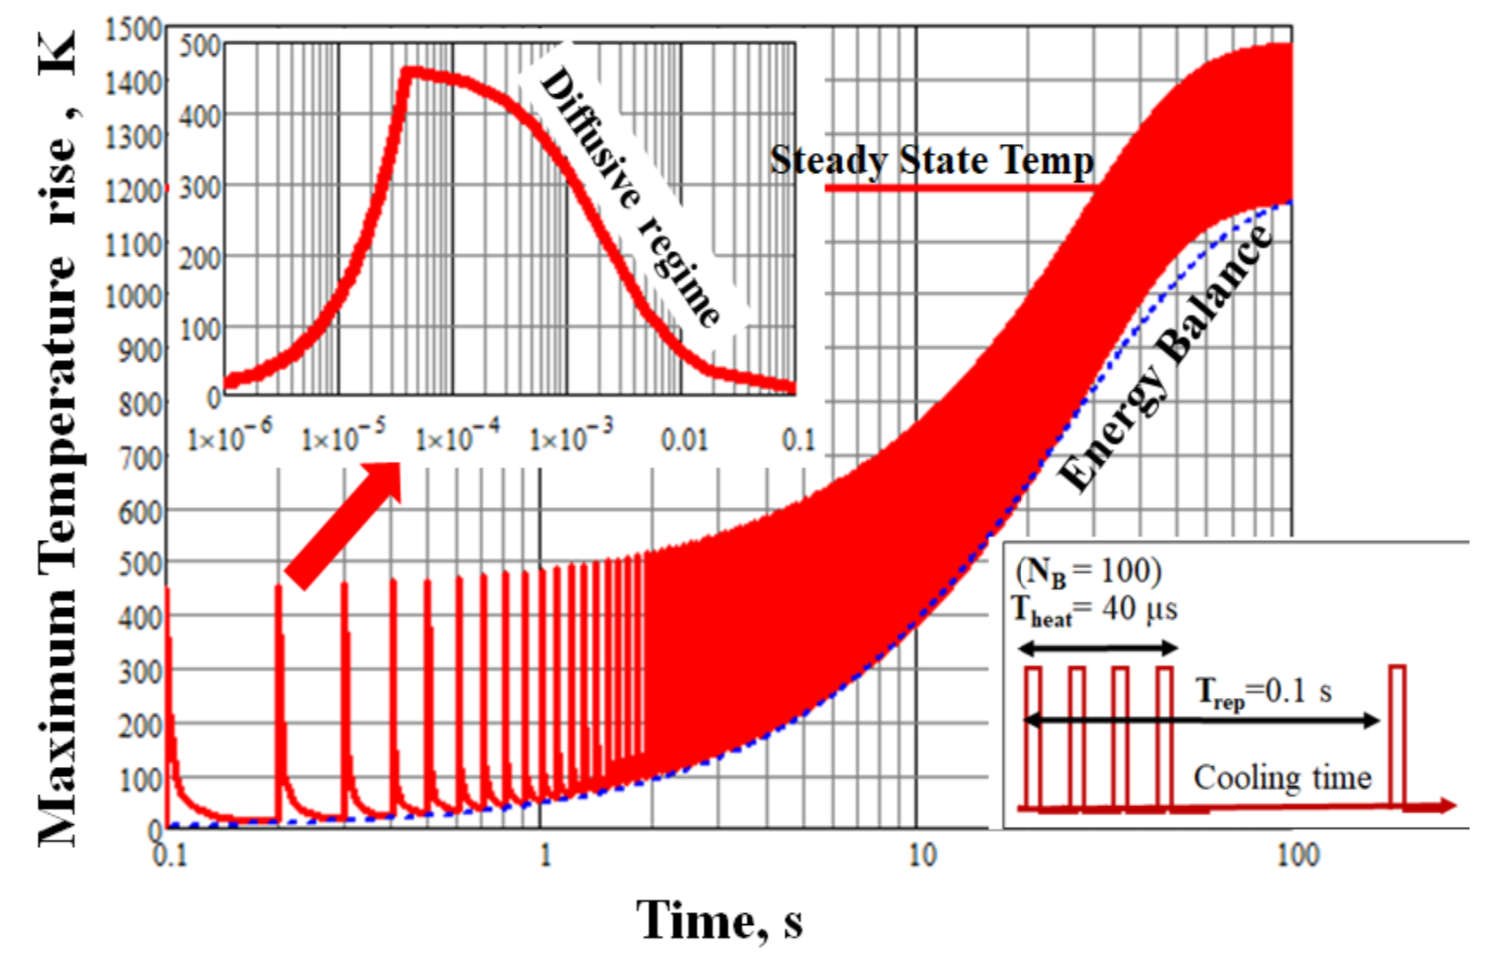 Maximum Temperature rise , K
1500
1400
1300
1200
1100
1000
900
800
700
600
500
400
300
200
100
0
500
400
300
200
100
0
1×10⁻⁶ 1×10⁻⁵ 1×10⁻⁴ 1×10⁻³ 0.01 0.1
Diffusive regime
Steady State Temp
Energy Balance
(N_B = 100)
T_heat= 40 μs
T_rep=0.1 s
Cooling time
0.1 1 10 100
Time, s